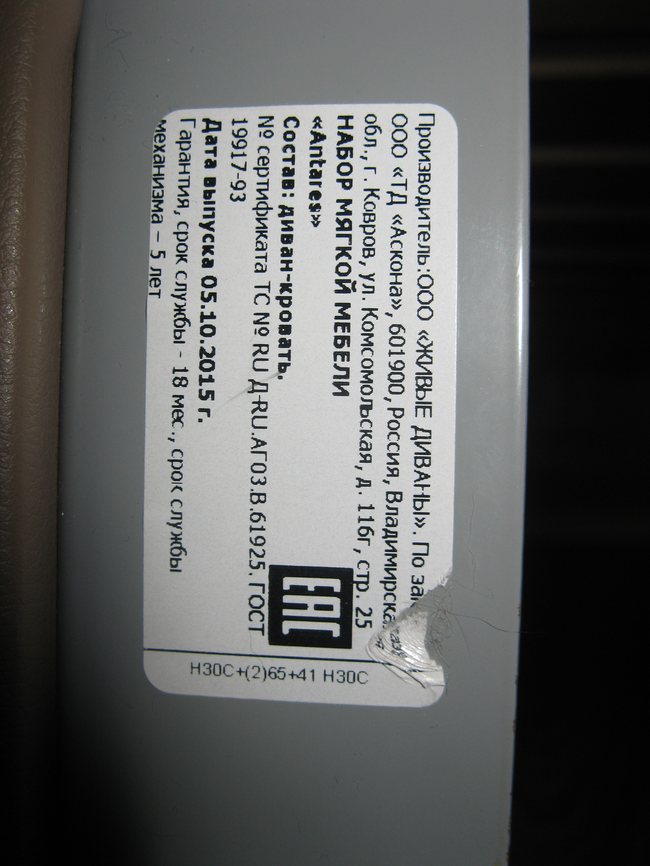 Производитель:ООО «ЖИВЫЕ ДИВАНЫ». По
ООО «ТД «Аскона», 601900, Россия, Владимирская
обл., г. Ковров, ул. Комсомольская, д. 116г, стр. 25
НАБОР МЯГКОЙ МЕБЕЛИ
«Antares»
Состав: диван-кровать.
№ сертификата ТС № RU Д-RU.АГ03.В.61925. ГОСТ
19917-93
Дата выпуска 05.10.2015 г.
Гарантия, срок службы - 18 мес., срок службы
механизма – 5 лет
ЕАС
Н30С+(2)65+41 Н30С